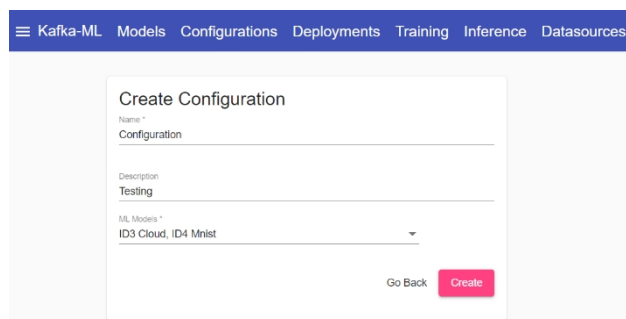 Kafka-ML Models Configurations Deployments Training Inference Datasources
Create Configuration
Name *
Configuration
Description
Testing
ML Models *
ID3 Cloud, ID4 Mnist
Go Back Create